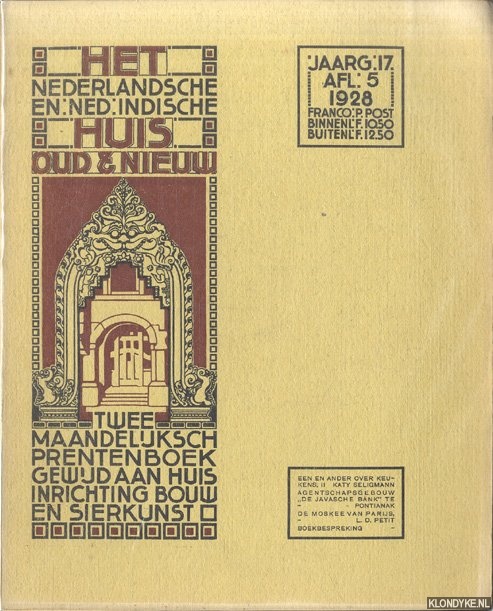 HET
NEDERLANDSCHE
EN:NED:INDISCHE
HUIS
OUD & NIEUW
TWEE
MAANDELIJKSCH
PRENTENBOEK
GEWIJD AAN HUIS
INRICHTING BOUW
EN SIERKUNST
JAARG:17.
AFL: 5
1928
FRANCO:P.POST
BINNENL:F.10.50
BUITENL:F.12.50
EEN EN ANDER OVER KEU-
KENS; II KATY SELIGMANN
AGENTSCHAPSGEBOUW
„DE JAVASCHE BANK" TE
- - PONTIANAK
DE MOSKEE VAN PARIJS,
- - L. D. PETIT
BOEKBESPREKING -
KLONDYKE.NL